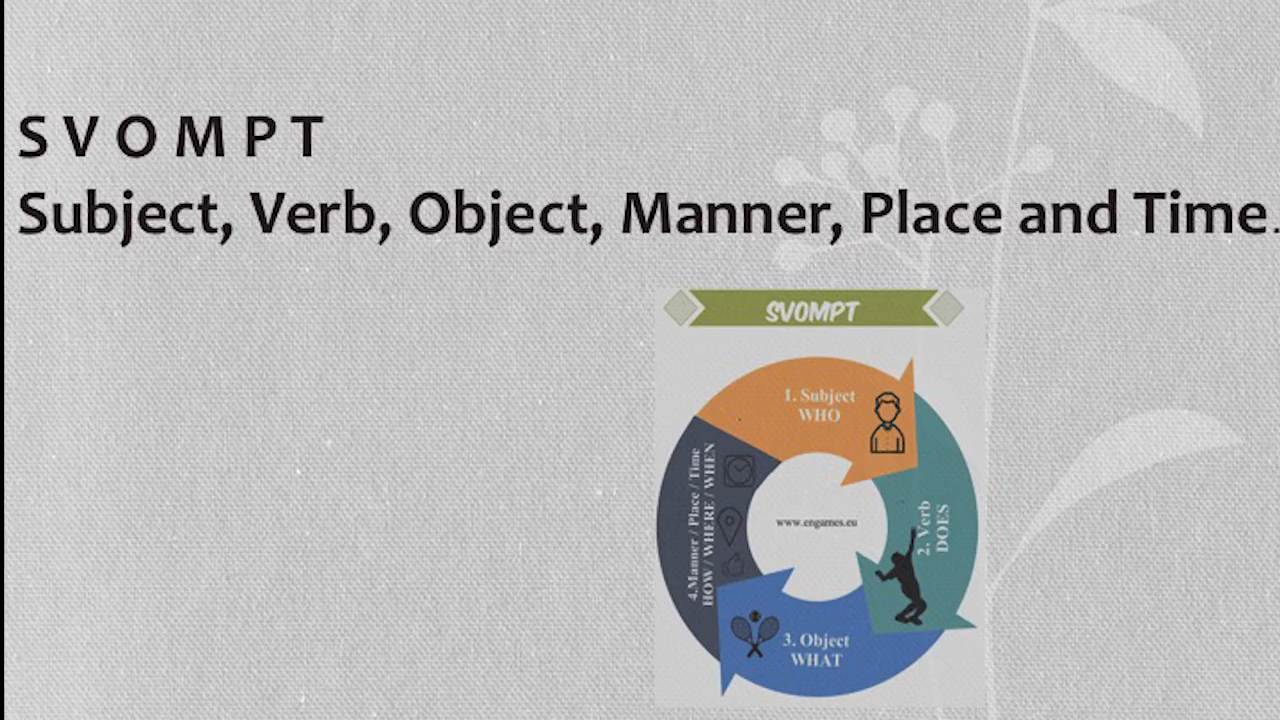 S V O M P T
Subject, Verb, Object, Manner, Place and Time.
SVOMPT
1. Subject
WHO
2. Verb
DOES
3. Object
WHAT
4.Manner / Place / Time
HOW / WHERE / WHEN
www.engames.eu